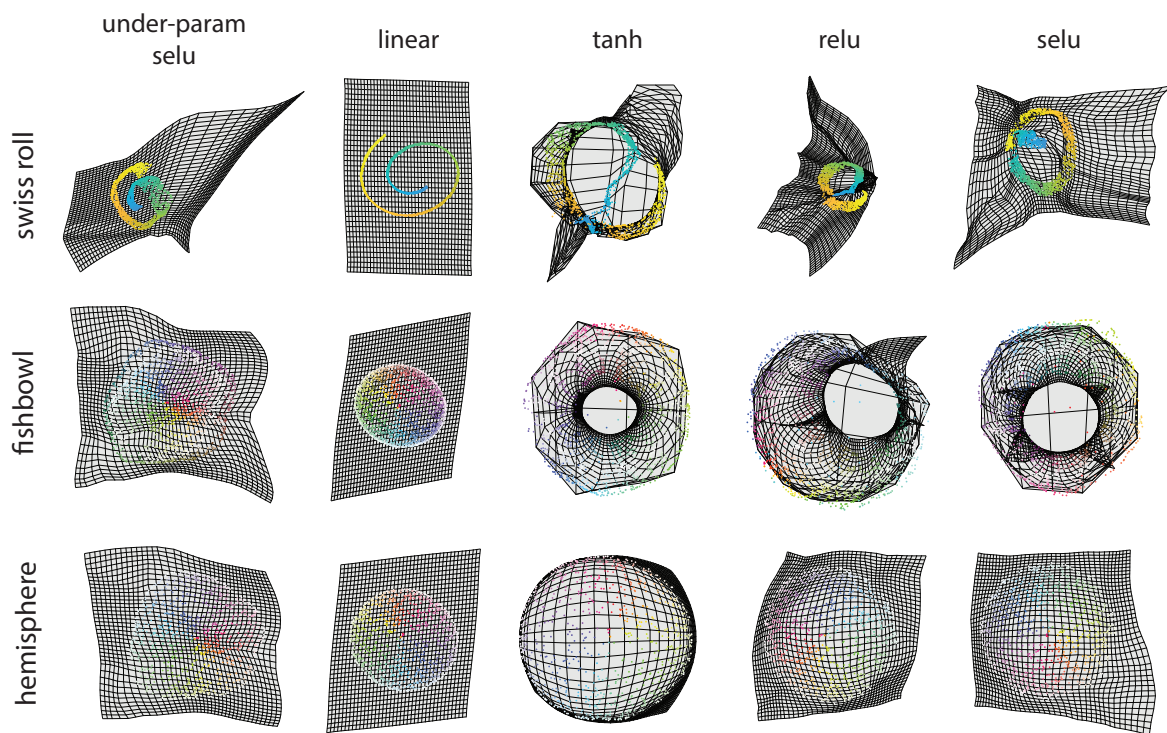 under-param
selu
linear
tanh
relu
selu
swiss roll
fishbowl
hemisphere